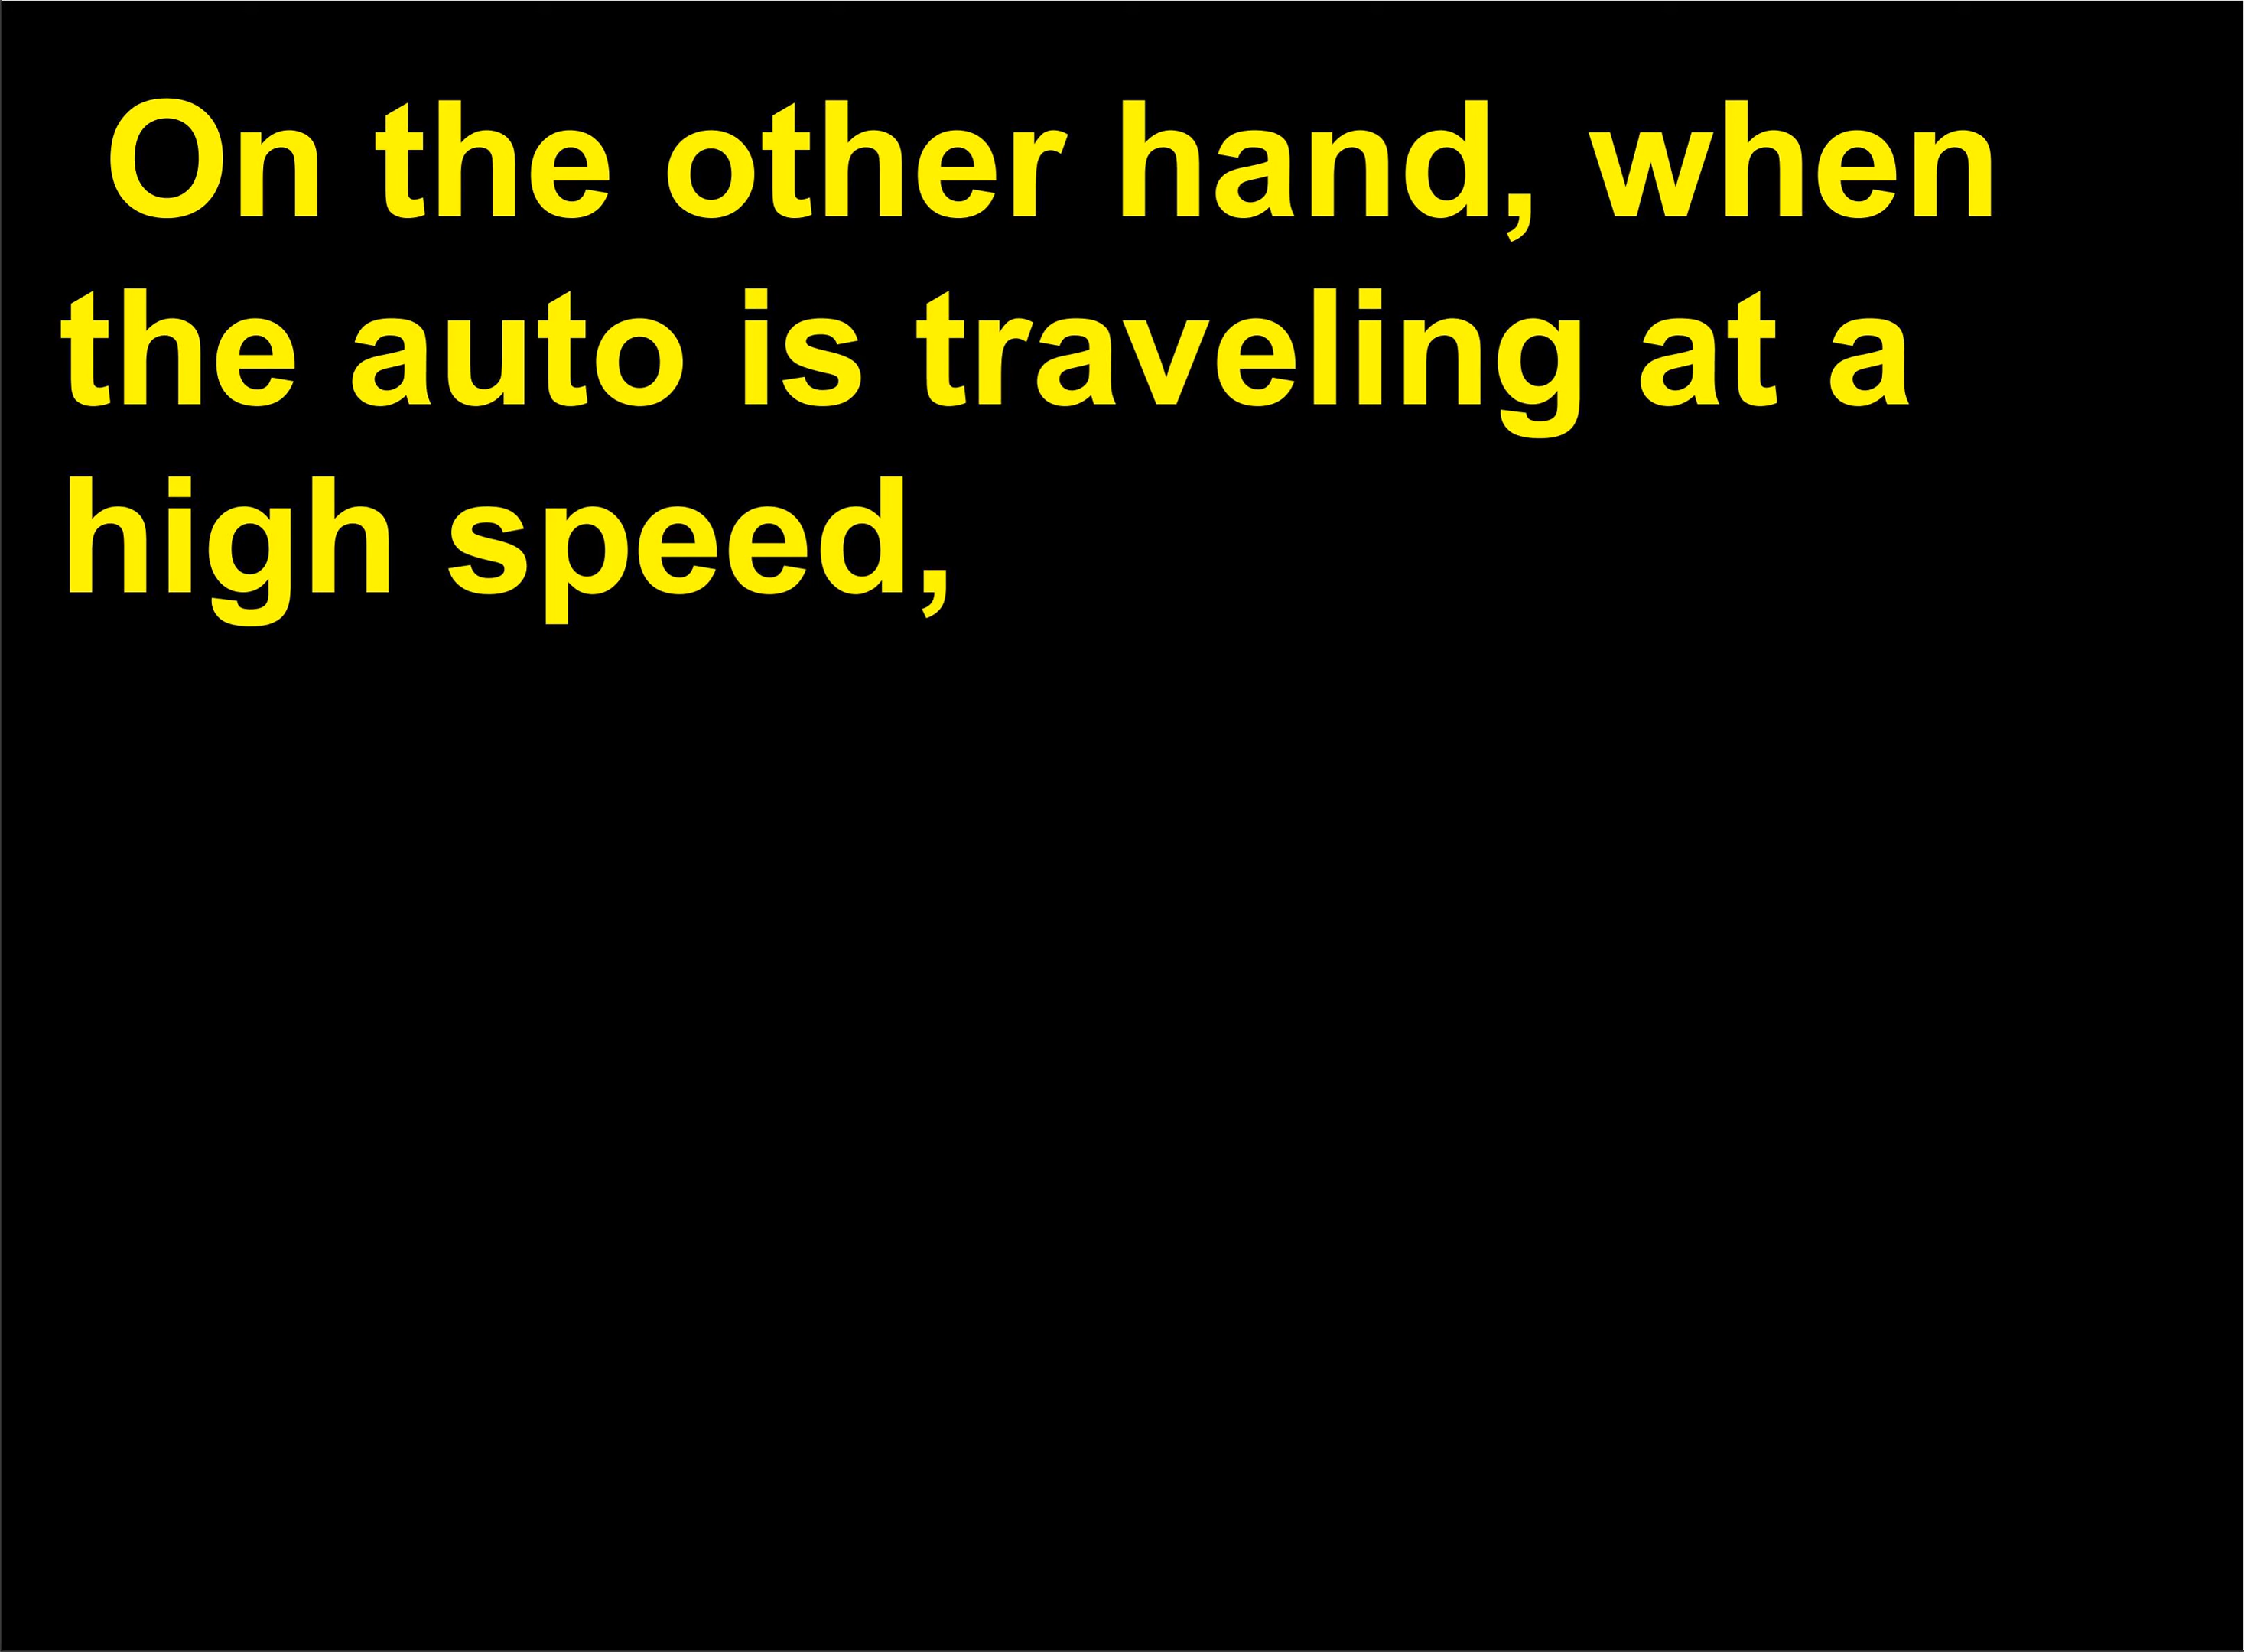 On the other hand, when
the auto is traveling at a
high speed,